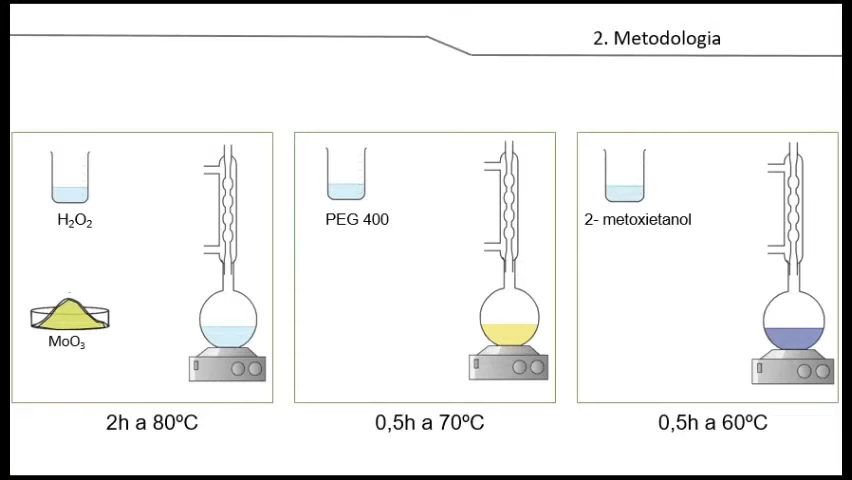 2. Metodologia
H₂O₂
MoO₃
2h a 80ºC
PEG 400
0,5h a 70ºC
2- metoxietanol
0,5h a 60ºC